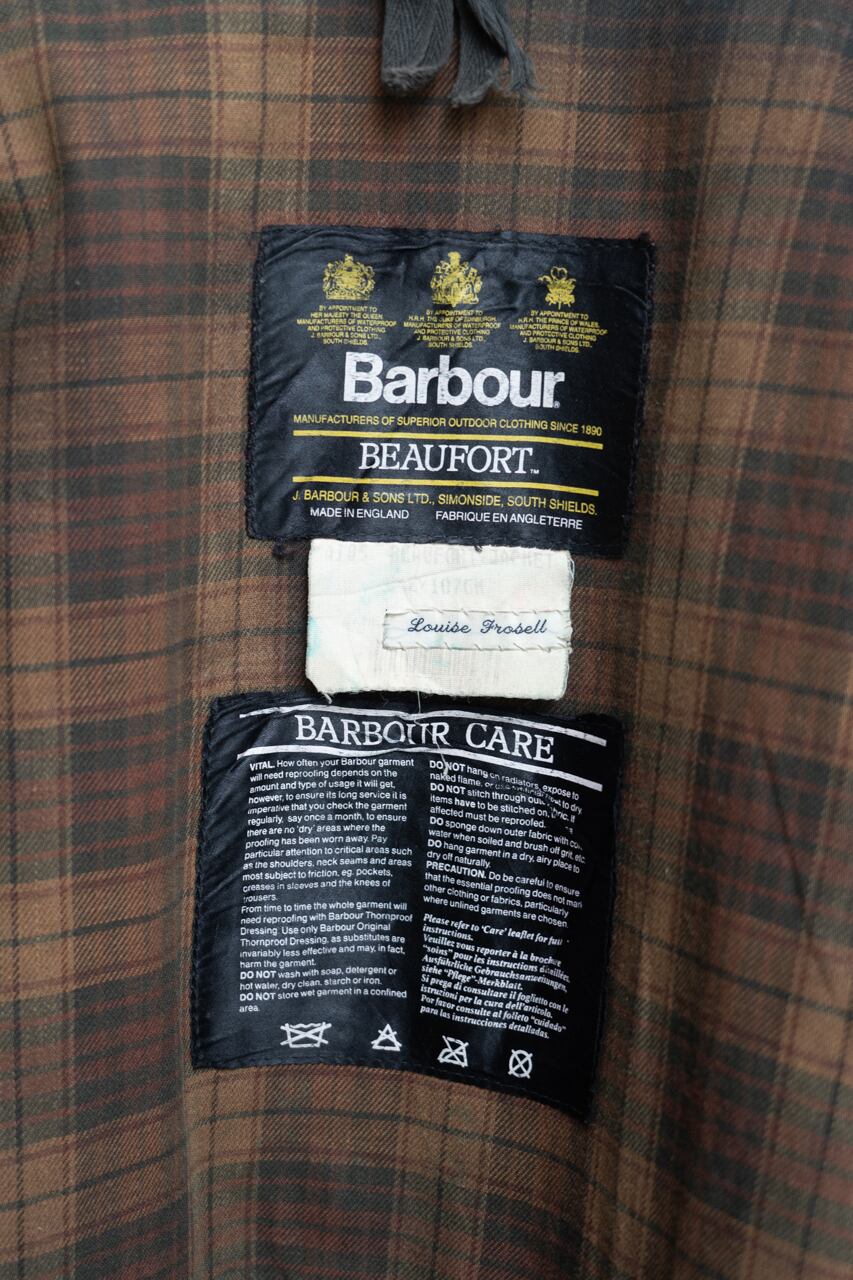 BY APPOINTMENT TO
HER MAJESTY THE QUEEN
MANUFACTURERS OF WATERPROOF
AND PROTECTIVE CLOTHING
J. BARBOUR & SONS LTD.,
SOUTH SHIELDS.
BY APPOINTMENT TO
H.R.H. THE DUKE OF EDINBURGH
MANUFACTURERS OF WATERPROOF
AND PROTECTIVE CLOTHING
J. BARBOUR & SONS LTD.,
SOUTH SHIELDS.
BY APPOINTMENT TO
H.R.H. THE PRINCE OF WALES,
MANUFACTURERS OF WATERPROOF
AND PROTECTIVE CLOTHING
J. BARBOUR & SONS LTD.,
SOUTH SHIELDS.
Barbour®
MANUFACTURERS OF SUPERIOR OUTDOOR CLOTHING SINCE 1890
BEAUFORT™
J. BARBOUR & SONS LTD., SIMONSIDE, SOUTH SHIELDS.
MADE IN ENGLAND FABRIQUE EN ANGLETERRE
Louise Frosell
BARBOUR CARE
VITAL. How often your Barbour garment
will need reproofing depends on the
amount and type of usage it will get,
however, to ensure its long service it is
imperative that you check the garment
regularly, say once a month, to ensure
there are no 'dry' areas where the
proofing has been worn away. Pay
particular attention to critical areas such
as the shoulders, neck seams and areas
most subject to friction, eg. pockets,
creases in sleeves and the knees of
trousers.
From time to time the whole garment will
need reproofing with Barbour Thornproof
Dressing. Use only Barbour Original
Thornproof Dressing, as substitutes are
invariably less effective and may, in fact,
harm the garment.
DO NOT wash with soap, detergent or
hot water, dry clean, starch or iron.
DO NOT store wet garment in a confined
area.
DO NOT hang on radiators, expose to
naked flame, or use to dry.
DO NOT stitch through If
items have to be stitched on,
affected must be reproofed.
DO sponge down outer fabric with
water when soiled and brush off grit, etc.
DO hang garment in a dry, airy place to
dry off naturally.
PRECAUTION. Do be careful to ensure
that the essential proofing does not mark
other clothing or fabrics, particularly
where unlined garments are chosen.
Please refer to 'Care' leaflet for full
instructions.
Veuillez vous reporter à la brochure
"soins" pour les instructions détaillées.
Ausführliche Gebrauchsanweisungen,
siehe "Pflege"-Merkblatt.
Si prega di consultare il foglietto con le
istruzioni per la cura dell'articolo.
Por favor consulte al folleto "cuidado"
para las instrucciones detalladas.